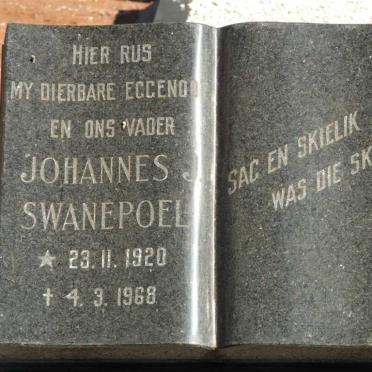 HIER RUS
MY DIERBARE ECCENOO
EN ONS VADER
JOHANNES J.
SWANEPOEL
★ 23.11.1920
✝ 4.3.1968
SAC EN SKIELIK
WAS DIE SK